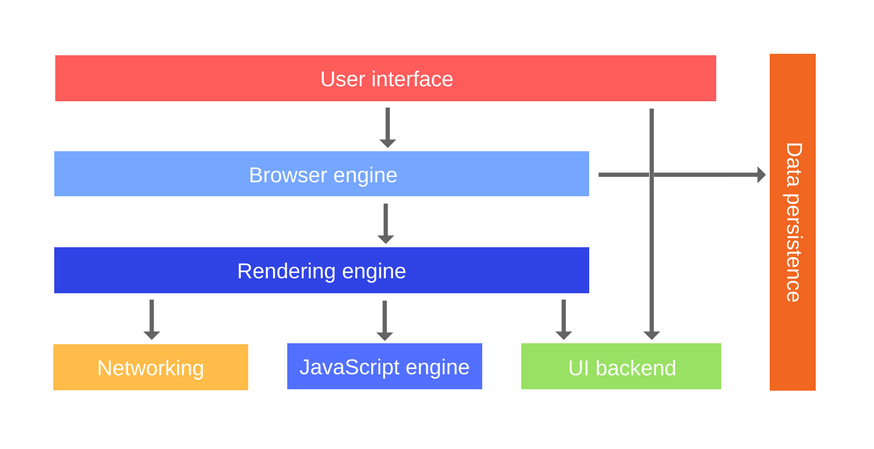 User interface
Browser engine
Data persistence
Rendering engine
Networking
JavaScript engine
UI backend